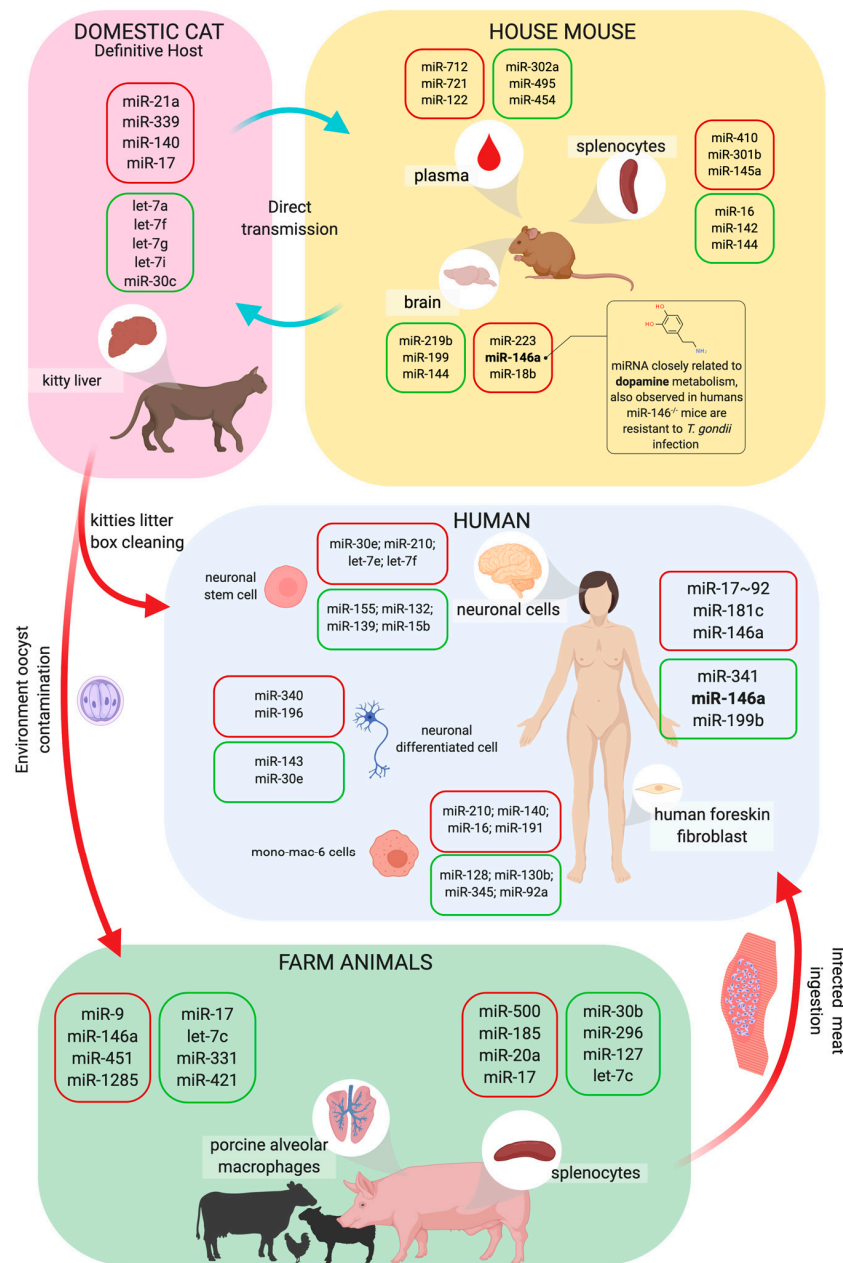 DOMESTIC CAT
Definitive Host
miR-21a
miR-339
miR-140
miR-17
let-7a
let-7f
let-7g
let-7i
miR-30c
kitty liver
Direct
transmission
HOUSE MOUSE
miR-712
miR-721
miR-122
miR-302a
miR-495
miR-454
plasma
splenocytes
miR-410
miR-301b
miR-145a
miR-16
miR-142
miR-144
brain
miR-219b
miR-199
miR-144
miR-223
miR-146a
miR-18b
HO
HO
NH₂
miRNA closely related to
dopamine metabolism,
also observed in humans
miR-146-/- mice are
resistant to T. gondii
infection
kitties litter
box cleaning
Environment oocyst
contamination
HUMAN
neuronal
stem cell
miR-30e; miR-210;
let-7e; let-7f
miR-155; miR-132;
miR-139; miR-15b
neuronal cells
miR-17~92
miR-181c
miR-146a
miR-341
miR-146a
miR-199b
miR-340
miR-196
miR-143
miR-30e
neuronal
differentiated cell
mono-mac-6 cells
miR-210; miR-140;
miR-16; miR-191
miR-128; miR-130b;
miR-345; miR-92a
human foreskin
fibroblast
Infected meat
ingestion
FARM ANIMALS
miR-9
miR-146a
miR-451
miR-1285
miR-17
let-7c
miR-331
miR-421
miR-500
miR-185
miR-20a
miR-17
miR-30b
miR-296
miR-127
let-7c
porcine alveolar
macrophages
splenocytes